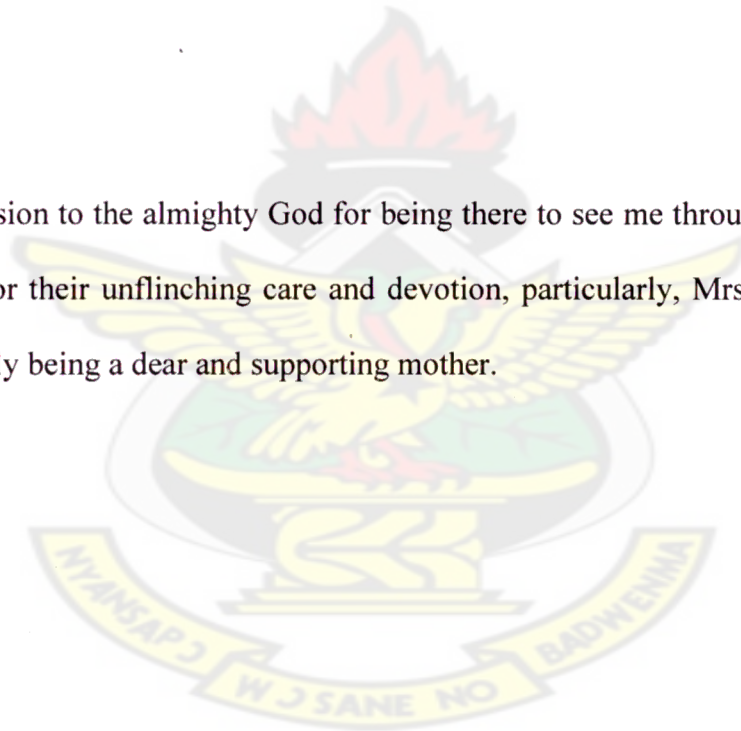 sion to the almighty God for being there to see me throu
or their unflinching care and devotion, particularly, Mrs
y being a dear and supporting mother.
NYANSAPƆ
WƆSANE NO
BADWENMA